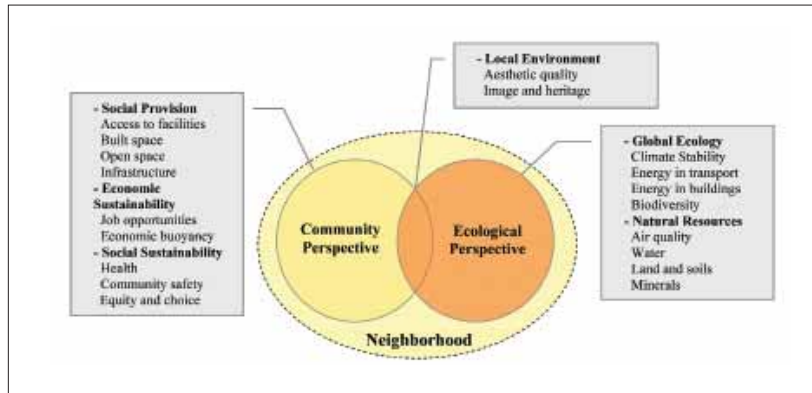 - Local Environment
Aesthetic quality
Image and heritage
- Social Provision
Access to facilities
Built space
Open space
Infrastructure
- Economic
Sustainability
Job opportunities
Economic buoyancy
- Social Sustainability
Health
Community safety
Equity and choice
- Global Ecology
Climate Stability
Energy in transport
Energy in buildings
Biodiversity
- Natural Resources
Air quality
Water
Land and soils
Minerals
Community
Perspective
Ecological
Perspective
Neighborhood